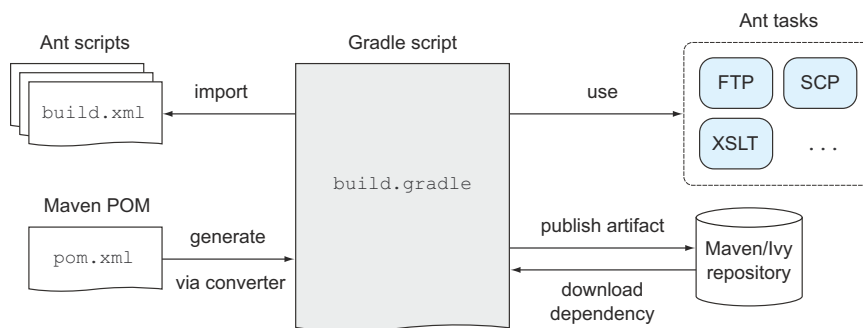 Ant scripts
build.xml
import
Maven POM
pom.xml
generate
via converter
Gradle script
build.gradle
use
Ant tasks
FTP
SCP
XSLT
...
publish artifact
download
dependency
Maven/Ivy
repository